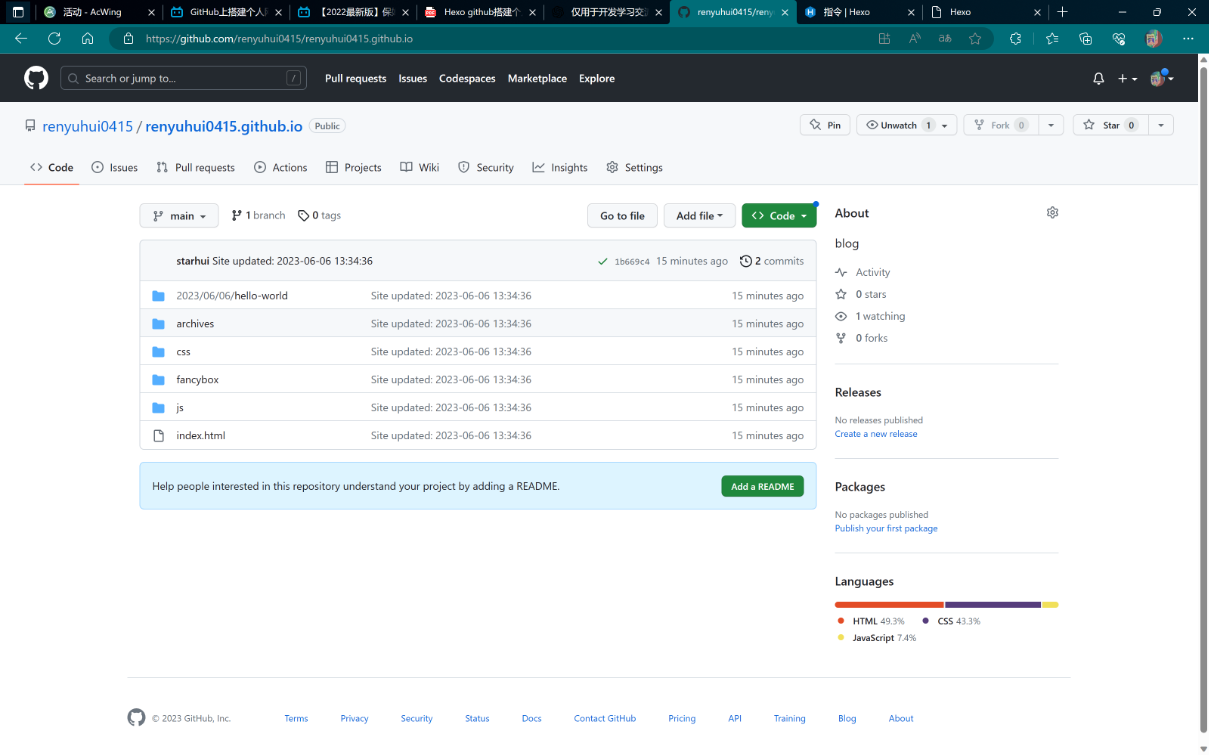 活动 - AcWing
GitHub上搭建个人
【2022最新版】保
Hexo github搭建个
仅用于开发学习交
renyuhui0415/reny
指令 | Hexo
Hexo
https://github.com/renyuhui0415/renyuhui0415.github.io
Search or jump to...
/
Pull requests
Issues
Codespaces
Marketplace
Explore
renyuhui0415 / renyuhui0415.github.io
Public
Pin
Unwatch 1
Fork 0
Star 0
Code
Issues
Pull requests
Actions
Projects
Wiki
Security
Insights
Settings
main
1 branch
0 tags
Go to file
Add file
Code
starhui Site updated: 2023-06-06 13:34:36
1b669c4 15 minutes ago
2 commits
2023/06/06/hello-world Site updated: 2023-06-06 13:34:36 15 minutes ago
archives Site updated: 2023-06-06 13:34:36 15 minutes ago
css Site updated: 2023-06-06 13:34:36 15 minutes ago
fancybox Site updated: 2023-06-06 13:34:36 15 minutes ago
js Site updated: 2023-06-06 13:34:36 15 minutes ago
index.html Site updated: 2023-06-06 13:34:36 15 minutes ago
Help people interested in this repository understand your project by adding a README.
Add a README
About
blog
Activity
0 stars
1 watching
0 forks
Releases
No releases published
Create a new release
Packages
No packages published
Publish your first package
Languages
HTML 49.3%
CSS 43.3%
JavaScript 7.4%
© 2023 GitHub, Inc.
Terms
Privacy
Security
Status
Docs
Contact GitHub
Pricing
API
Training
Blog
About